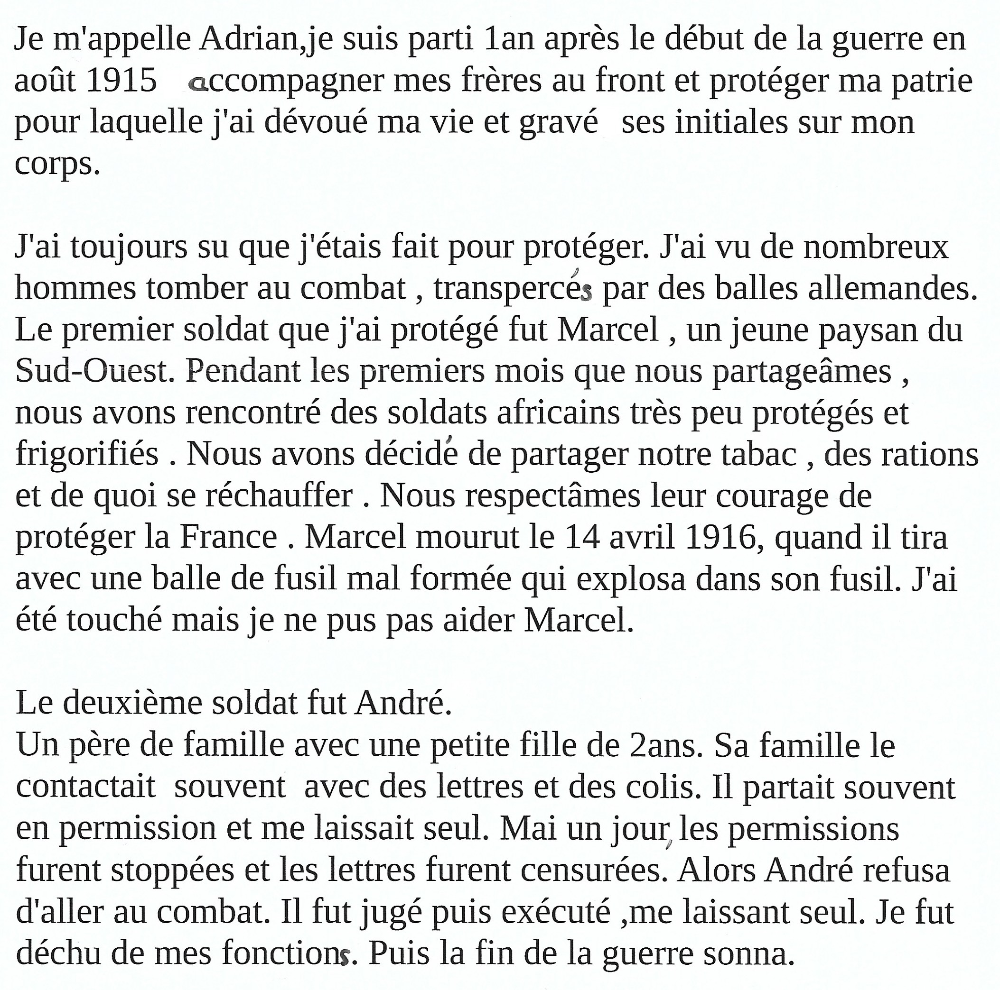 Je m'appelle Adrian,je suis parti 1an après le début de la guerre en
août 1915 accompagner mes frères au front et protéger ma patrie
pour laquelle j'ai dévoué ma vie et gravé ses initiales sur mon
corps.
J'ai toujours su que j'étais fait pour protéger. J'ai vu de nombreux
hommes tomber au combat , transpercés par des balles allemandes.
Le premier soldat que j'ai protégé fut Marcel , un jeune paysan du
Sud-Ouest. Pendant les premiers mois que nous partageâmes ,
nous avons rencontré des soldats africains très peu protégés et
frigorifiés . Nous avons décidé de partager notre tabac , des rations
et de quoi se réchauffer . Nous respectâmes leur courage de
protéger la France . Marcel mourut le 14 avril 1916, quand il tira
avec une balle de fusil mal formée qui explosa dans son fusil. J'ai
été touché mais je ne pus pas aider Marcel.
Le deuxième soldat fut André.
Un père de famille avec une petite fille de 2ans. Sa famille le
contactait souvent avec des lettres et des colis. Il partait souvent
en permission et me laissait seul. Mai un jour, les permissions
furent stoppées et les lettres furent censurées. Alors André refusa
d'aller au combat. Il fut jugé puis exécuté ,me laissant seul. Je fut
déchu de mes fonctions. Puis la fin de la guerre sonna.